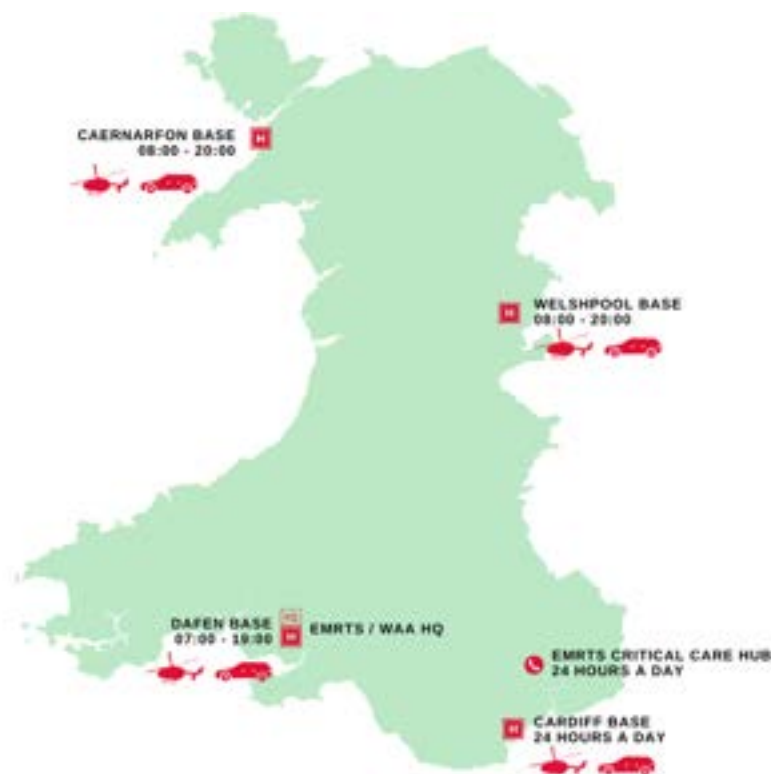 CAERNARFON BASE
08:00 - 20:00
H
WELSHPOOL BASE
08:00 - 20:00
H
DAFEN BASE
07:00 - 19:00
HQ
H
EMRTS / WAA HQ
EMRTS CRITICAL CARE HUB
24 HOURS A DAY
H
CARDIFF BASE
24 HOURS A DAY